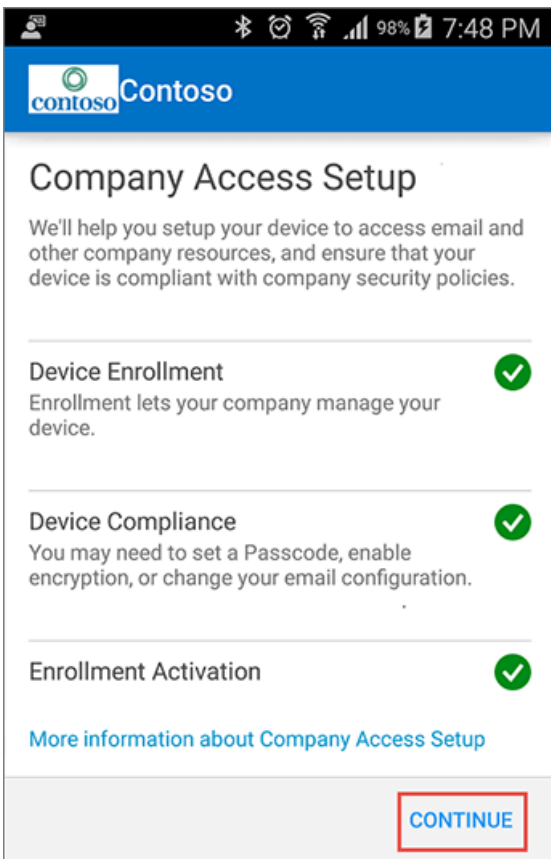 98% 7:48 PM
contoso Contoso
Company Access Setup
We'll help you setup your device to access email and
other company resources, and ensure that your
device is compliant with company security policies.
Device Enrollment
Enrollment lets your company manage your
device.
Device Compliance
You may need to set a Passcode, enable
encryption, or change your email configuration.
Enrollment Activation
More information about Company Access Setup
CONTINUE